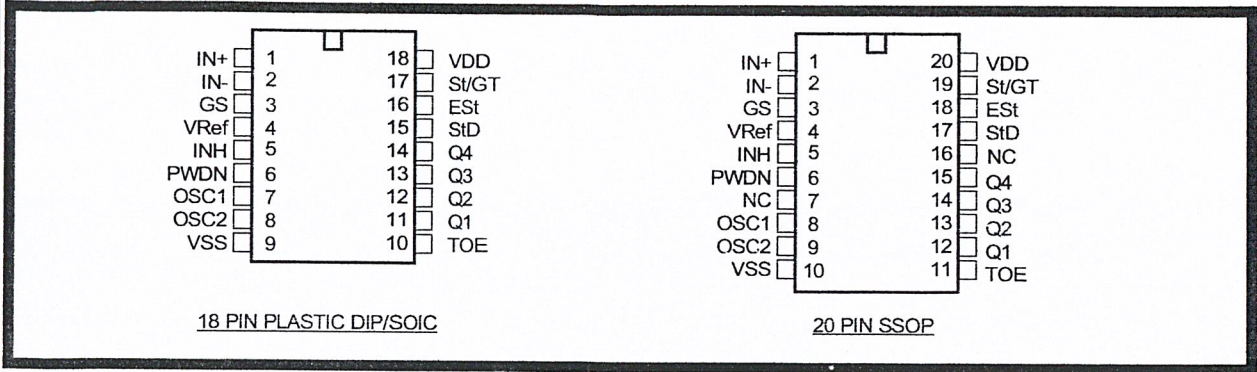 IN+ 1 18 VDD
IN- 2 17 St/GT
GS 3 16 ESt
VRef 4 15 StD
INH 5 14 Q4
PWDN 6 13 Q3
OSC1 7 12 Q2
OSC2 8 11 Q1
VSS 9 10 TOE
18 PIN PLASTIC DIP/SOIC
IN+ 1 20 VDD
IN- 2 19 St/GT
GS 3 18 ESt
VRef 4 17 StD
INH 5 16 NC
PWDN 6 15 Q4
NC 7 14 Q3
OSC1 8 13 Q2
OSC2 9 12 Q1
VSS 10 11 TOE
20 PIN SSOP